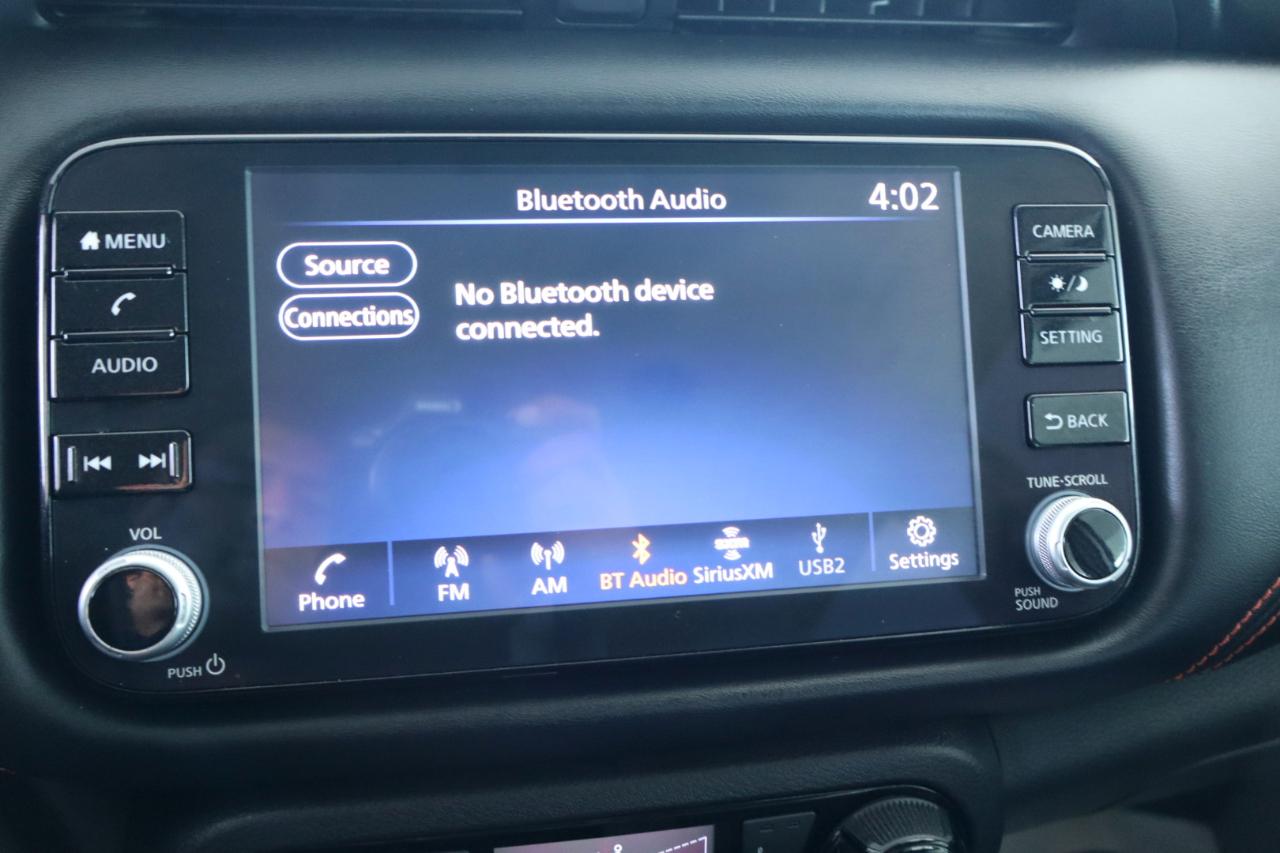 Bluetooth Audio
4:02
MENU
AUDIO
VOL
PUSH
Source
Connections
No Bluetooth device
connected.
Phone
FM
AM
BT Audio
SiriusXM
USB2
Settings
CAMERA
SETTING
BACK
TUNE·SCROLL
PUSH
SOUND